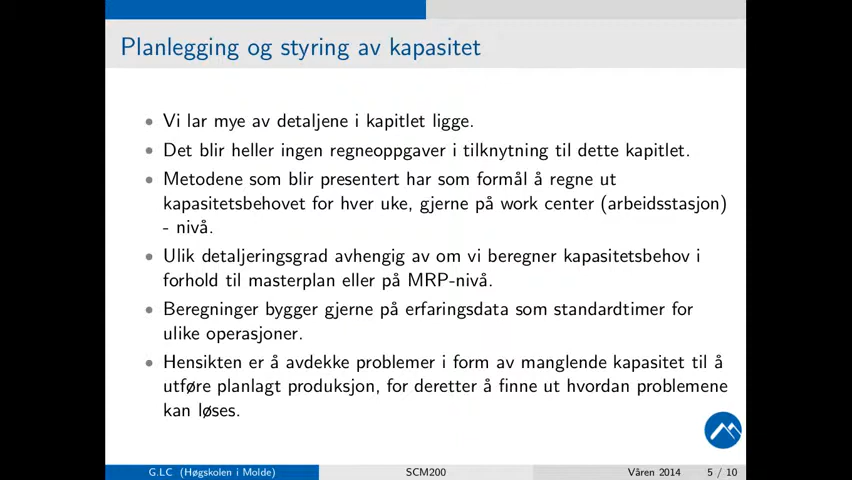 Planlegging og styring av kapasitet
• Vi lar mye av detaljene i kapitlet ligge.
• Det blir heller ingen regneoppgaver i tilknytning til dette kapitlet.
• Metodene som blir presentert har som formål å regne ut
kapasitetsbehovet for hver uke, gjerne på work center (arbeidsstasjon)
- nivå.
• Ulik detaljeringsgrad avhengig av om vi beregner kapasitetsbehov i
forhold til masterplan eller på MRP-nivå.
• Beregninger bygger gjerne på erfaringsdata som standardtimer for
ulike operasjoner.
• Hensikten er å avdekke problemer i form av manglende kapasitet til å
utføre planlagt produksjon, for deretter å finne ut hvordan problemene
kan løses.
G.LC (Høgskolen i Molde) SCM200 Våren 2014 5 / 10